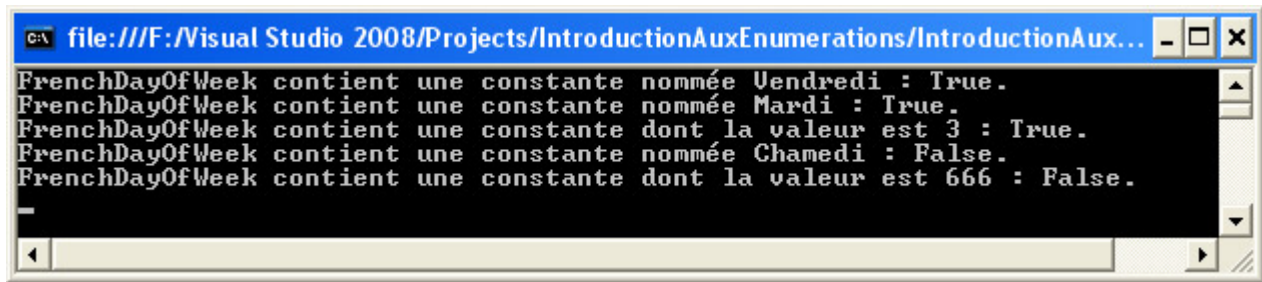 file:///F:/Visual Studio 2008/Projects/IntroductionAuxEnumerations/IntroductionAux...
FrenchDayOfWeek contient une constante nommée Vendredi : True.
FrenchDayOfWeek contient une constante nommée Mardi : True.
FrenchDayOfWeek contient une constante dont la valeur est 3 : True.
FrenchDayOfWeek contient une constante nommée Chamedi : False.
FrenchDayOfWeek contient une constante dont la valeur est 666 : False.